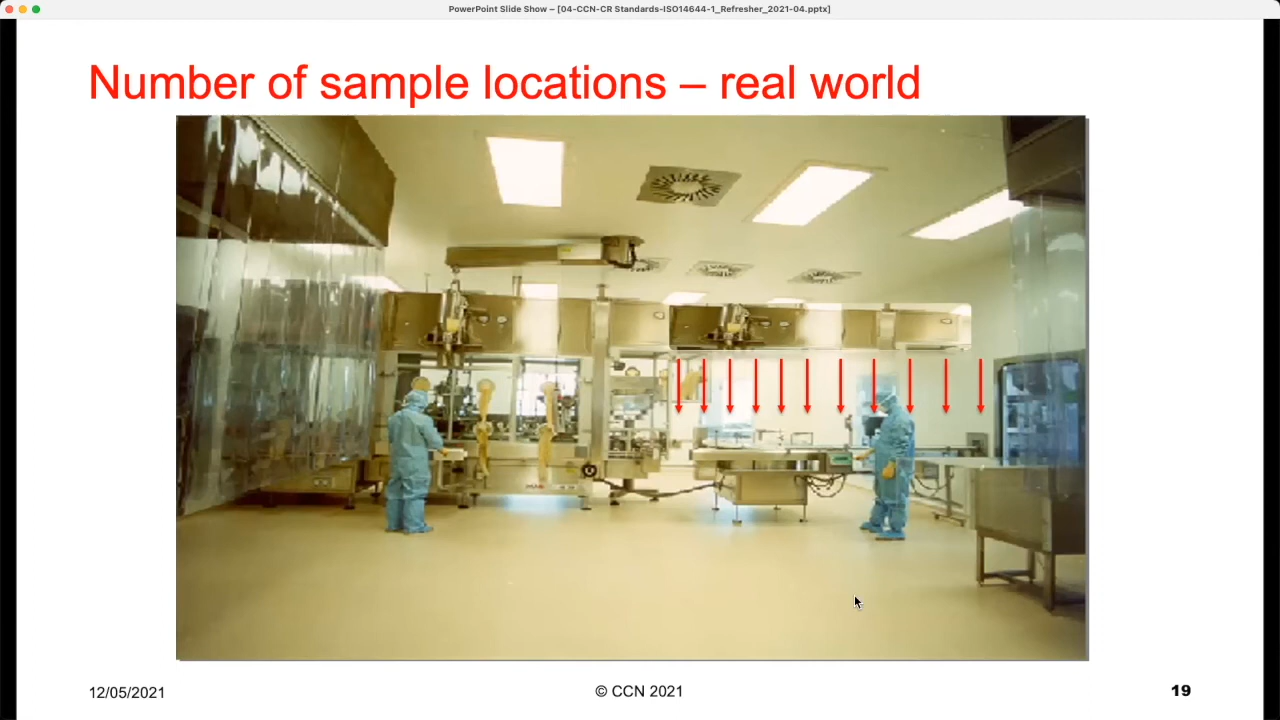 PowerPoint Slide Show – [04-CCN-CR Standards-ISO14644-1_Refresher_2021-04.pptx]
Number of sample locations – real world
12/05/2021
© CCN 2021
19